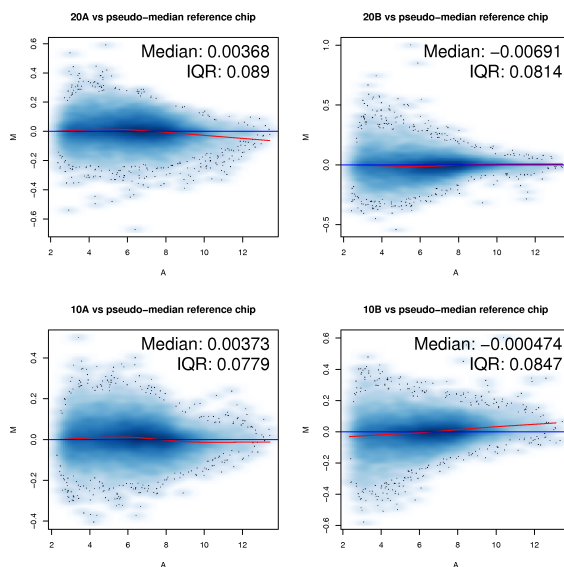 20A vs pseudo−median reference chip
Median: 0.00368
IQR: 0.089
M
0.6
0.4
0.2
0.0
−0.2
−0.4
−0.6
2 4 6 8 10 12
A
20B vs pseudo−median reference chip
Median: −0.00691
IQR: 0.0814
M
1.0
0.5
0.0
−0.5
2 4 6 8 10 12
A
10A vs pseudo−median reference chip
Median: 0.00373
IQR: 0.0779
M
0.4
0.2
0.0
−0.2
−0.4
2 4 6 8 10 12
A
10B vs pseudo−median reference chip
Median: −0.000474
IQR: 0.0847
M
0.6
0.4
0.2
0.0
−0.2
−0.4
−0.6
2 4 6 8 10 12
A